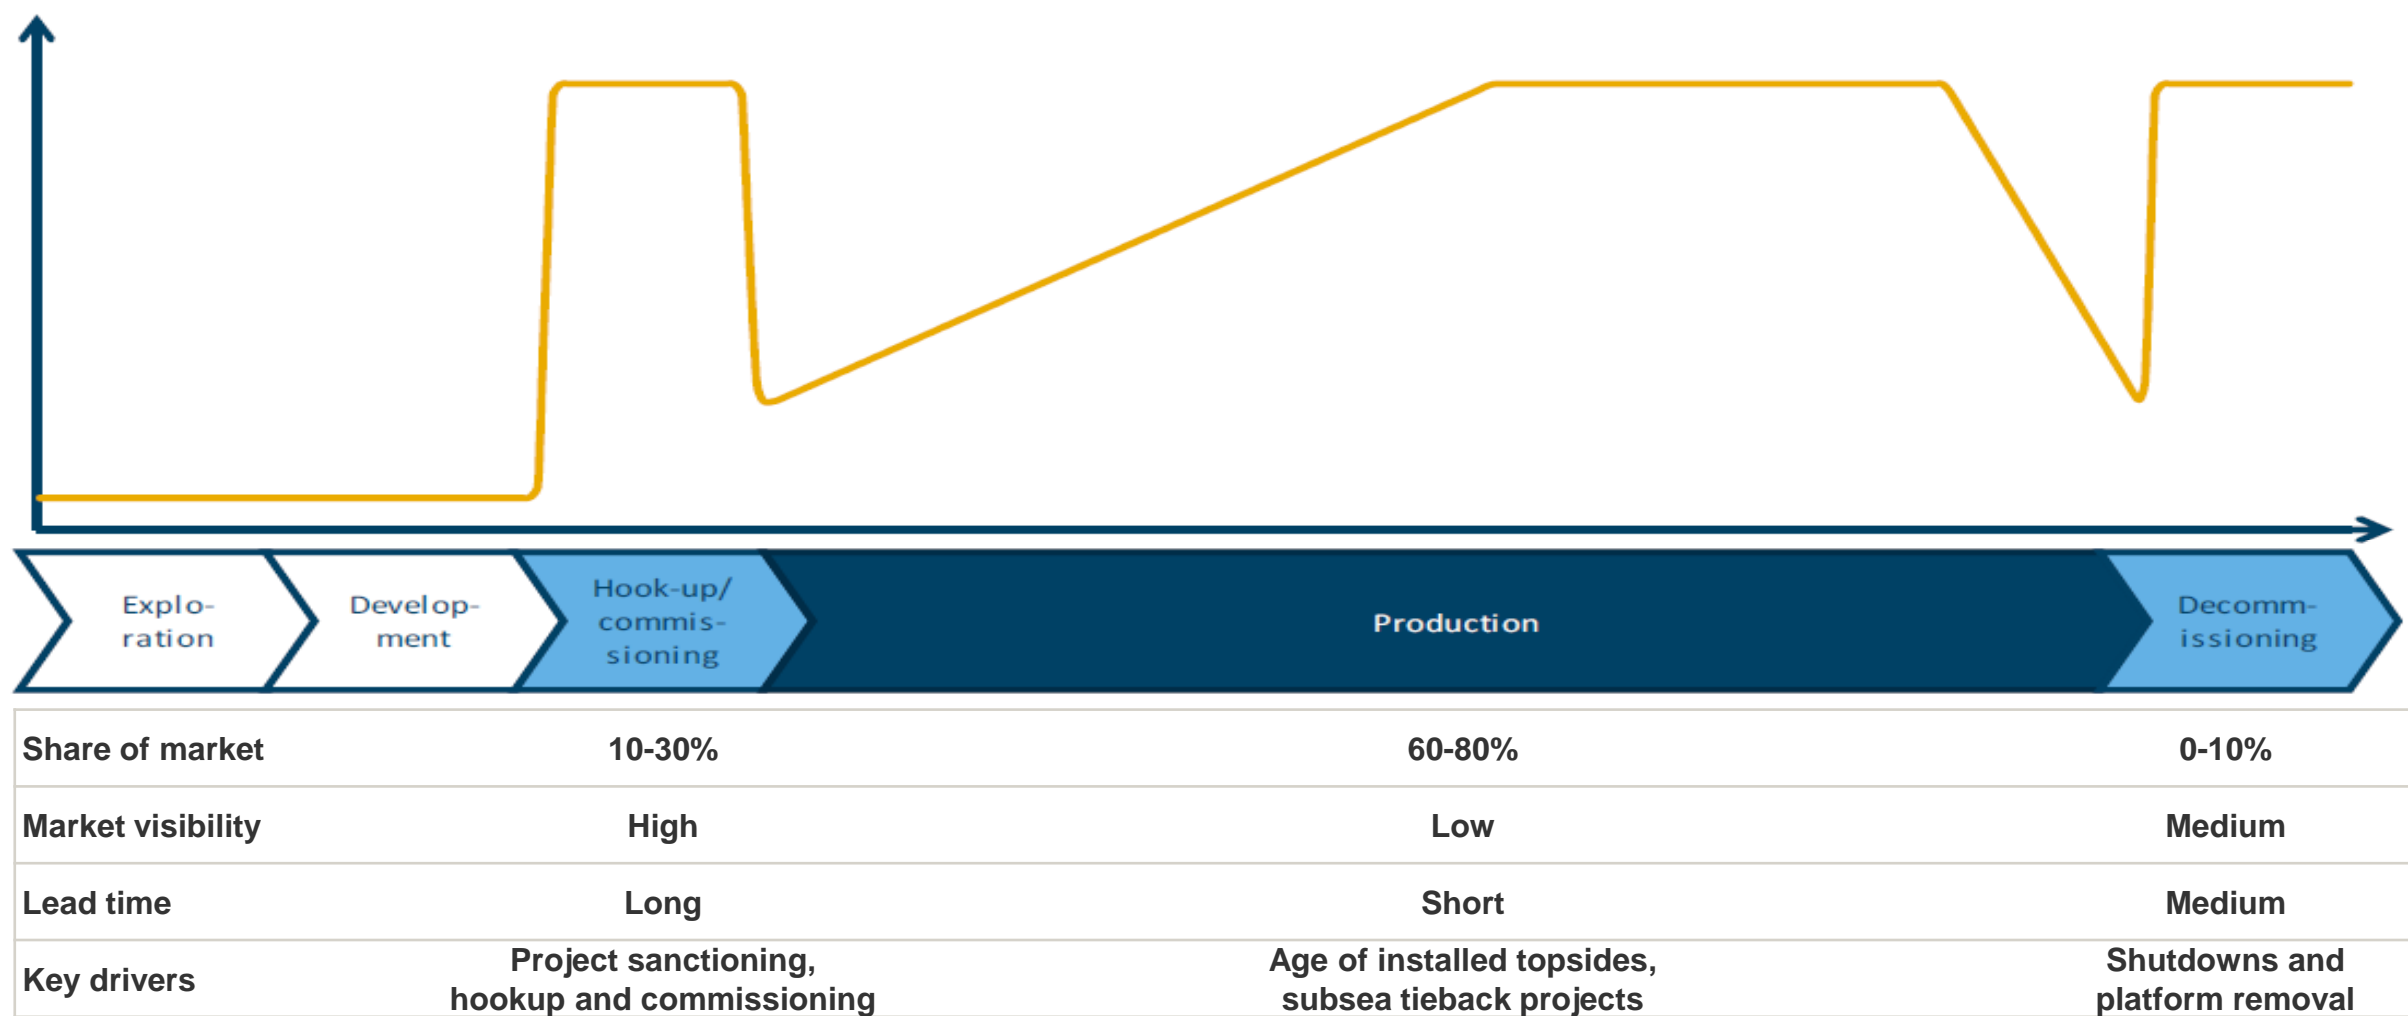 Explo-
ration
Develop-
ment
Hook-up/
commis-
sioning
Production
Decomm-
issioning
Share of market 10-30% 60-80% 0-10%
Market visibility High Low Medium
Lead time Long Short Medium
Key drivers
Project sanctioning,
hookup and commissioning
Age of installed topsides,
subsea tieback projects
Shutdowns and
platform removal